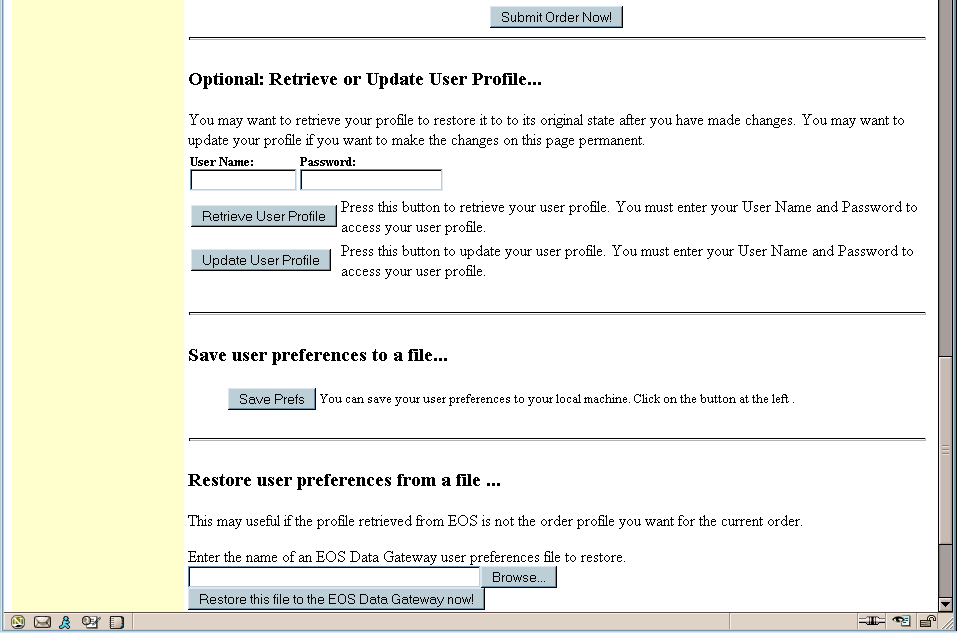 Submit Order Now!
Optional: Retrieve or Update User Profile...
You may want to retrieve your profile to restore it to to its original state after you have made changes. You may want to
update your profile if you want to make the changes on this page permanent.
User Name: Password:
Retrieve User Profile Press this button to retrieve your user profile. You must enter your User Name and Password to
access your user profile.
Update User Profile Press this button to update your user profile. You must enter your User Name and Password to
access your user profile.
Save user preferences to a file...
Save Prefs You can save your user preferences to your local machine. Click on the button at the left .
Restore user preferences from a file ...
This may useful if the profile retrieved from EOS is not the order profile you want for the current order.
Enter the name of an EOS Data Gateway user preferences file to restore.
Browse...
Restore this file to the EOS Data Gateway now!